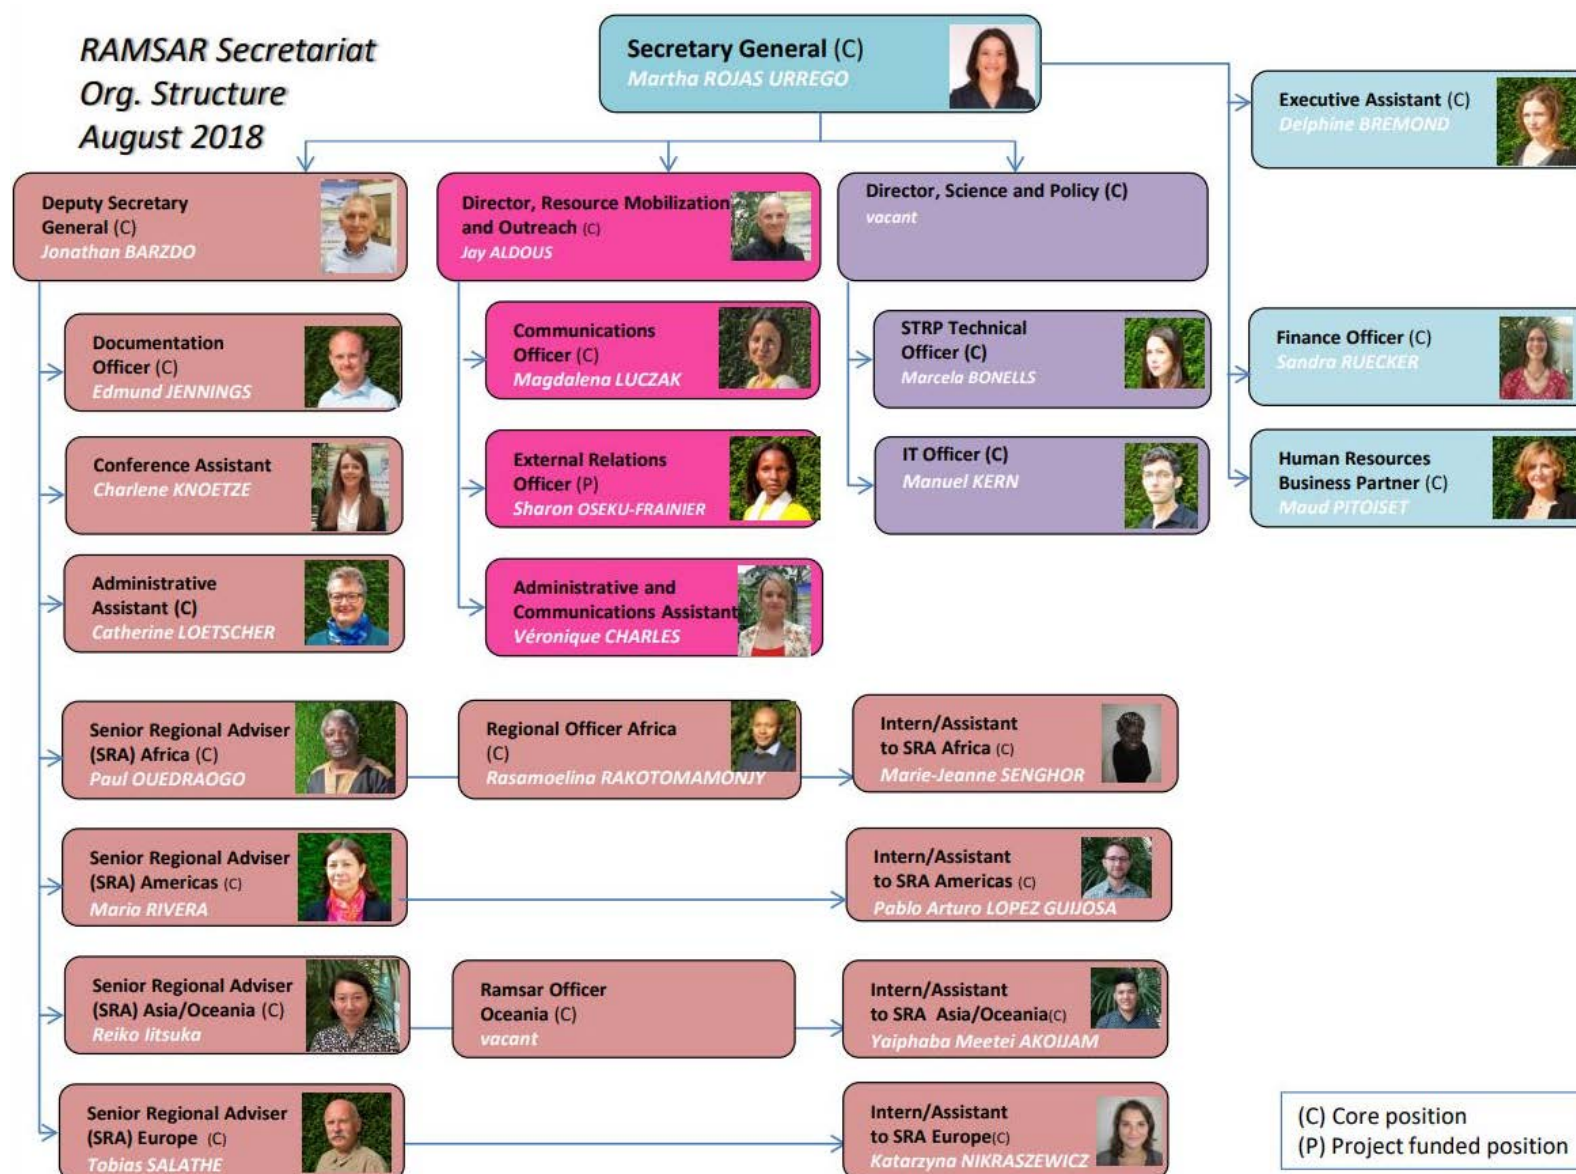 RAMSAR Secretariat
Org. Structure
August 2018
Secretary General (C)
Martha ROJAS URREGO
Executive Assistant (C)
Delphine BREMOND
Deputy Secretary
General (C)
Jonathan BARZDO
Director, Resource Mobilization
and Outreach (C)
Jay ALDOUS
Director, Science and Policy (C)
vacant
Documentation
Officer (C)
Edmund JENNINGS
Communications
Officer (C)
Magdalena LUCZAK
STRP Technical
Officer (C)
Marcela BONELLS
Finance Officer (C)
Sandra RUECKER
Conference Assistant
Charlene KNOETZE
External Relations
Officer (P)
Sharon OSEKU-FRAINIER
IT Officer (C)
Manuel KERN
Human Resources
Business Partner (C)
Maud PITOISET
Administrative
Assistant (C)
Catherine LOETSCHER
Administrative and
Communications Assistant
Véronique CHARLES
Senior Regional Adviser
(SRA) Africa (C)
Paul OUEDRAOGO
Regional Officer Africa
(C)
Rasamoelina RAKOTOMAMONJY
Intern/Assistant
to SRA Africa (C)
Marie-Jeanne SENGHOR
Senior Regional Adviser
(SRA) Americas (C)
Maria RIVERA
Intern/Assistant
to SRA Americas (C)
Pablo Arturo LOPEZ GUIJOSA
Senior Regional Adviser
(SRA) Asia/Oceania (C)
Reiko Iitsuka
Ramsar Officer
Oceania (C)
vacant
Intern/Assistant
to SRA Asia/Oceania(C)
Yaiphaba Meetei AKOIJAM
Senior Regional Adviser
(SRA) Europe (C)
Tobias SALATHE
Intern/Assistant
to SRA Europe(C)
Katarzyna NIKRASZEWICZ
(C) Core position
(P) Project funded position